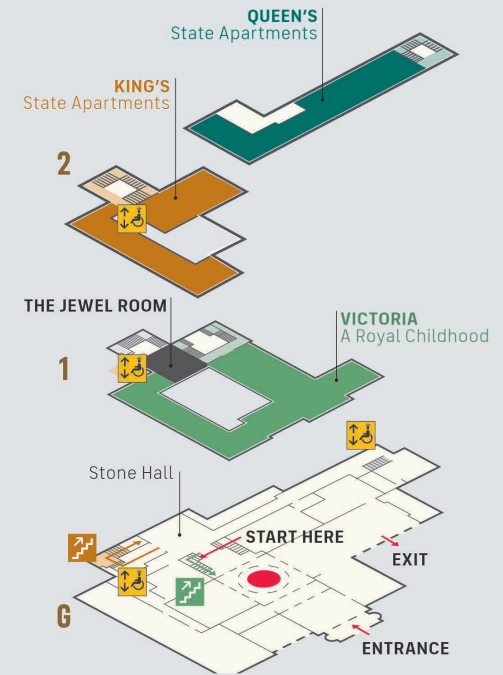 QUEEN'S
State Apartments
KING'S
State Apartments
2
THE JEWEL ROOM
VICTORIA
A Royal Childhood
1
Stone Hall
START HERE
EXIT
G
ENTRANCE